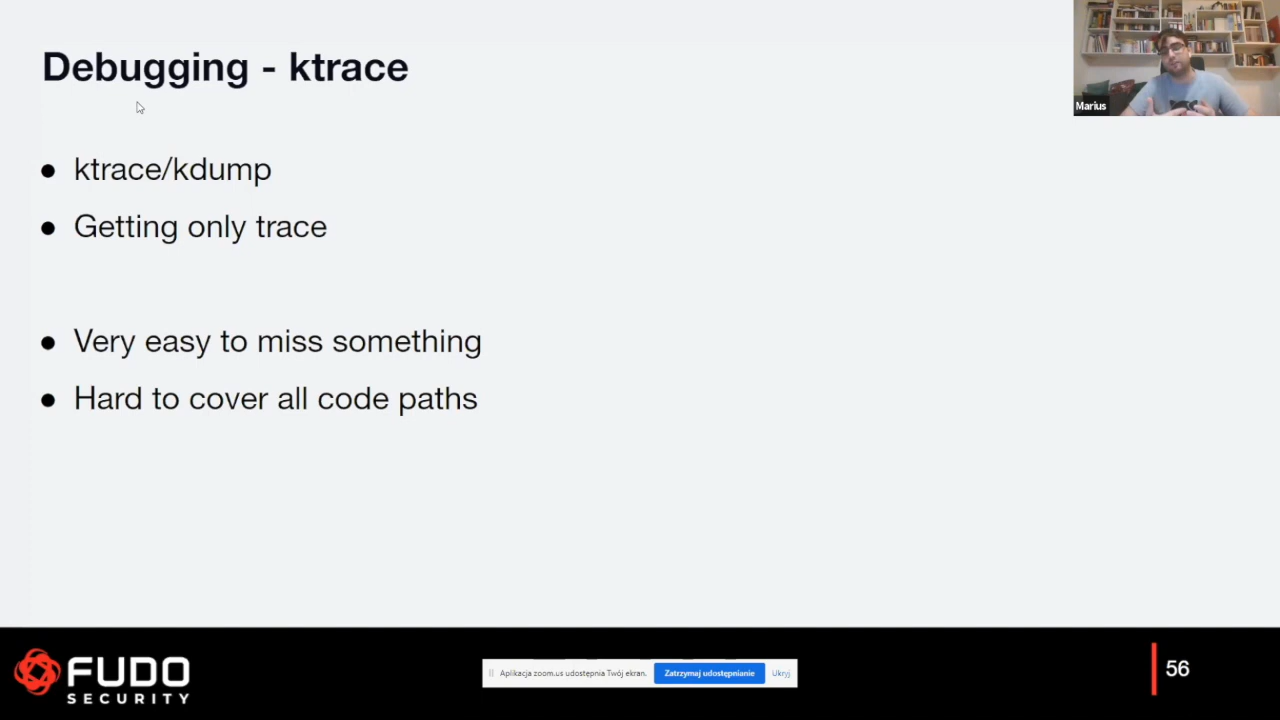 Debugging - ktrace
Marius
ktrace/kdump
Getting only trace
Very easy to miss something
Hard to cover all code paths
FUDO
SECURITY
Aplikacja zoom.us udostępnia Twój ekran.
Zatrzymaj udostępnianie
Ukryj
56